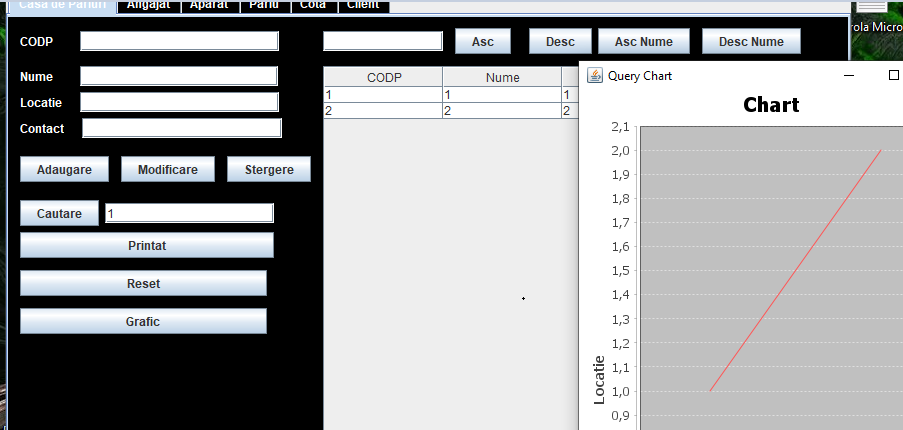 Casa de Pariuri Angajat Aparat Pariu Cota Client
rola Micro
CODP Asc Desc Asc Nume Desc Nume
Nume
Locatie
Contact
CODP Nume
1 1 1
2 2 2
Adaugare Modificare Stergere
Cautare 1
Printat
Reset
Grafic
Query Chart
Chart
2,1
2,0
1,9
1,8
1,7
1,6
1,5
1,4
1,3
1,2
1,1
1,0
0,9
Locatie